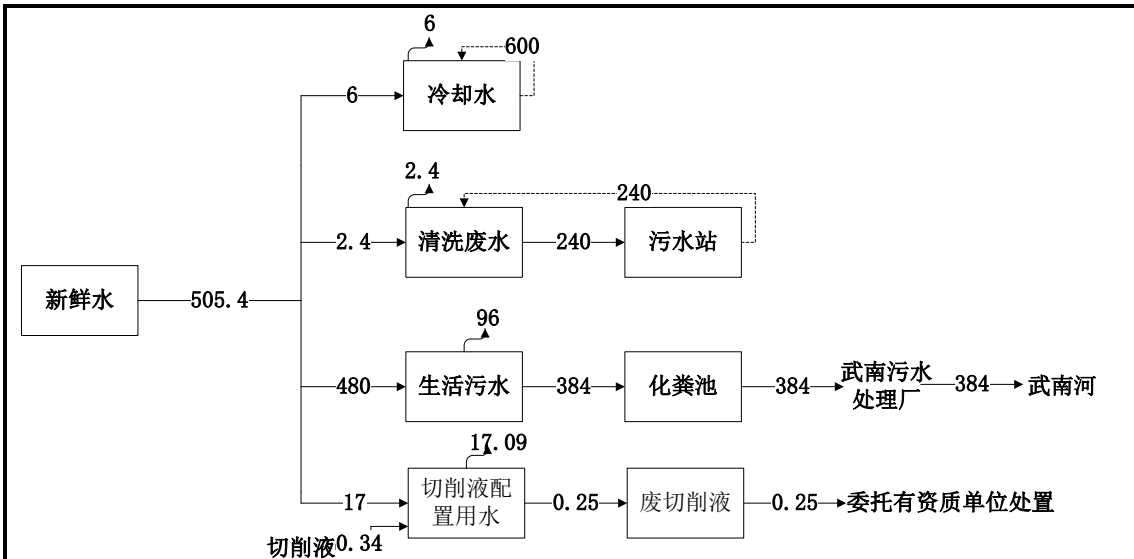 6
600
6
冷却水
2.4
240
2.4
清洗废水
240
污水站
新鲜水
505.4
96
480
生活污水
384
化粪池
384
武南污水
处理厂
384
武南河
17.09
17
切削液配
置用水
0.25
废切削液
0.25
委托有资质单位处置
切削液0.34